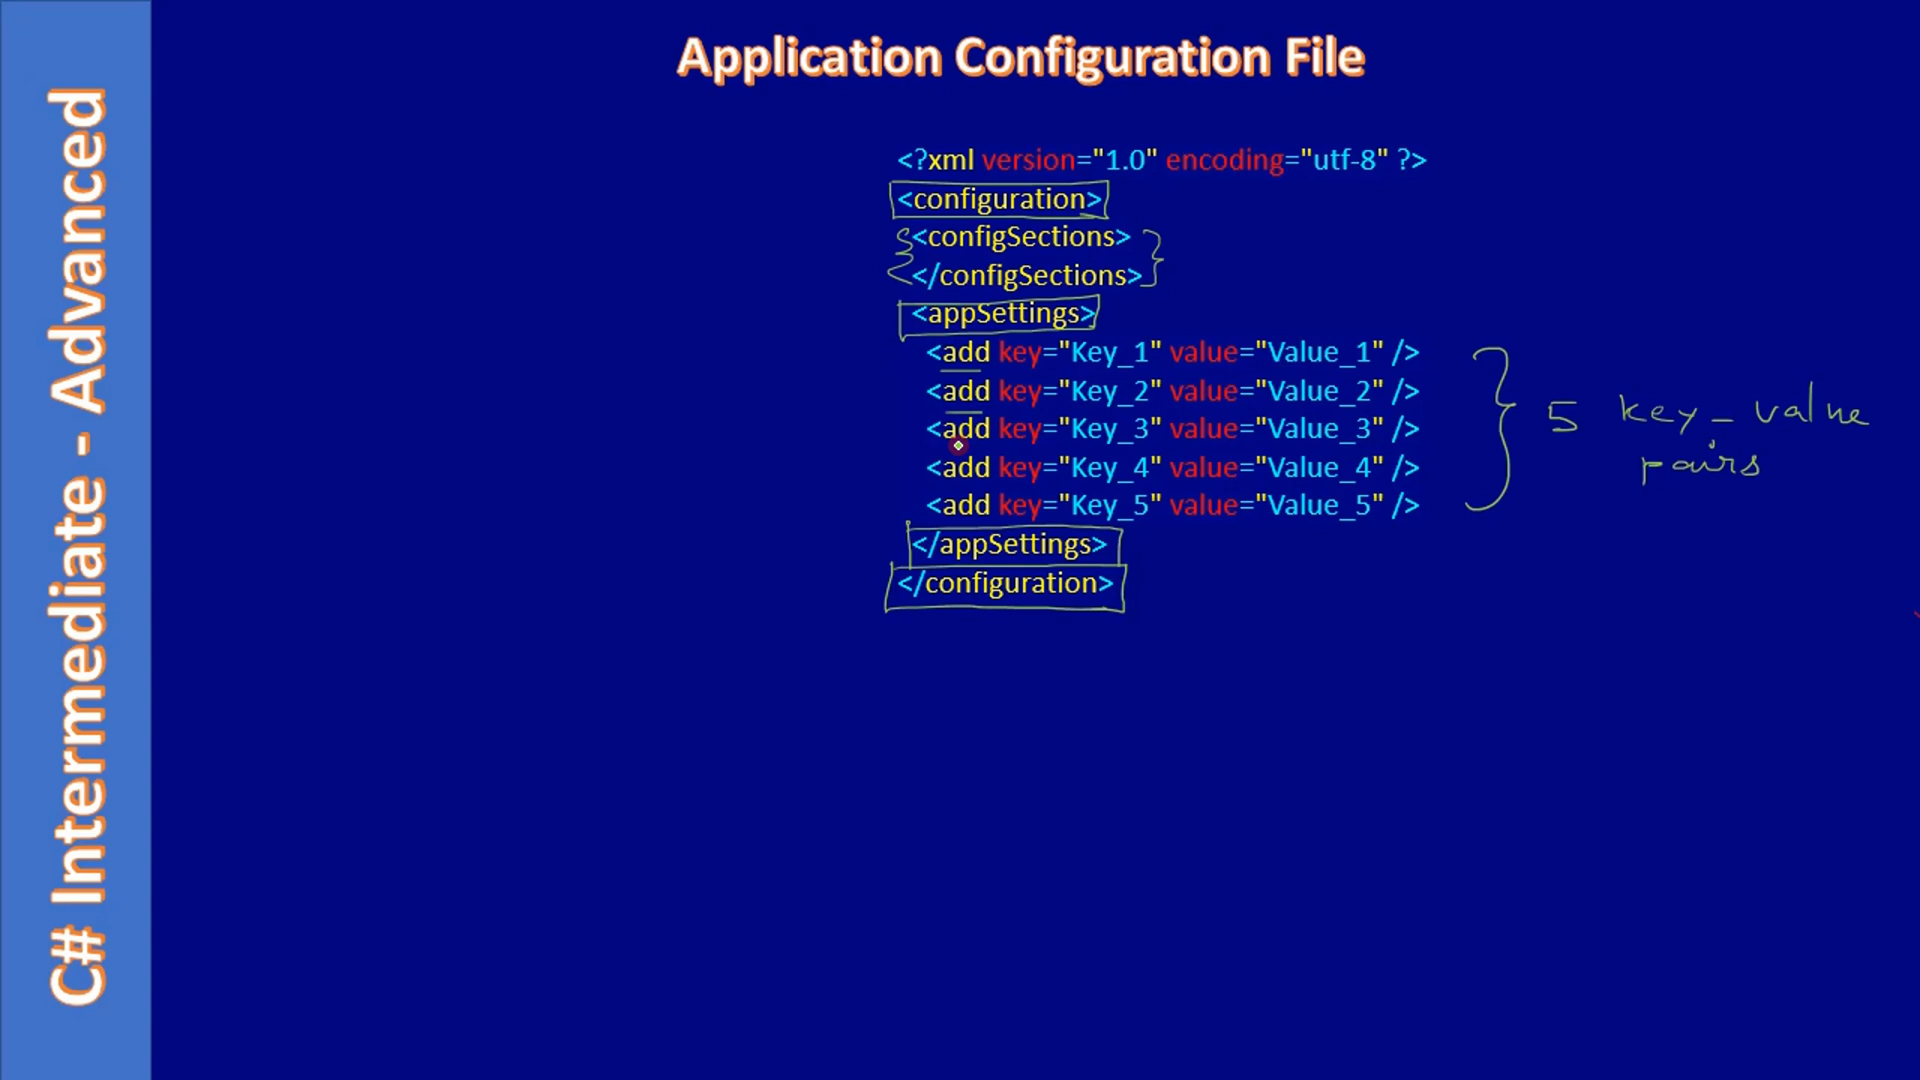 C# Intermediate - Advanced
Application Configuration File
<?xml version="1.0" encoding="utf-8" ?>
<configuration>
<configSections>
</configSections>
<appSettings>
<add key="Key_1" value="Value_1" />
<add key="Key_2" value="Value_2" />
<add key="Key_3" value="Value_3" />
<add key="Key_4" value="Value_4" />
<add key="Key_5" value="Value_5" />
</appSettings>
</configuration>
5 key-value
pairs